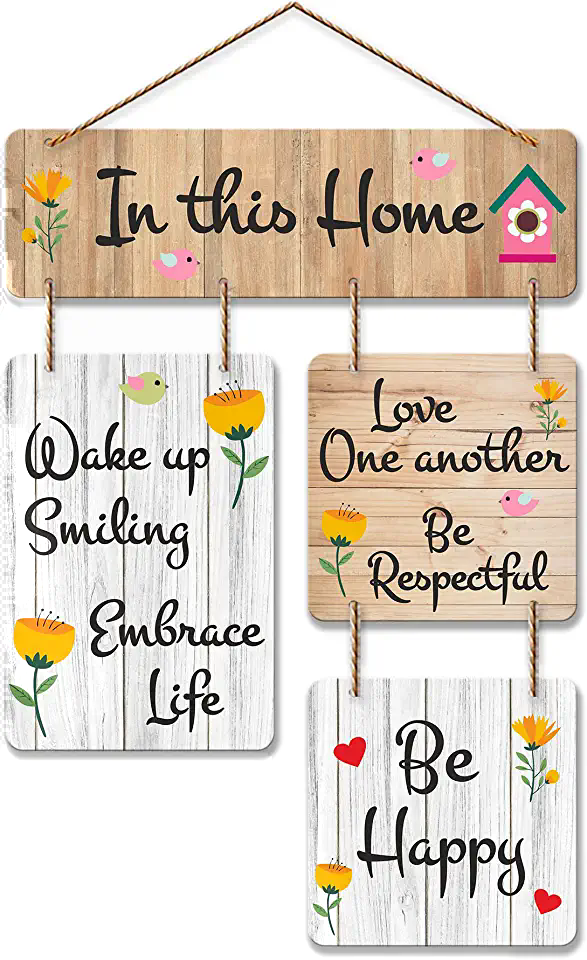 In this Home
Wake up
Smiling
Embrace
Life
Love
One another
Be
Respectful
Be
Happy